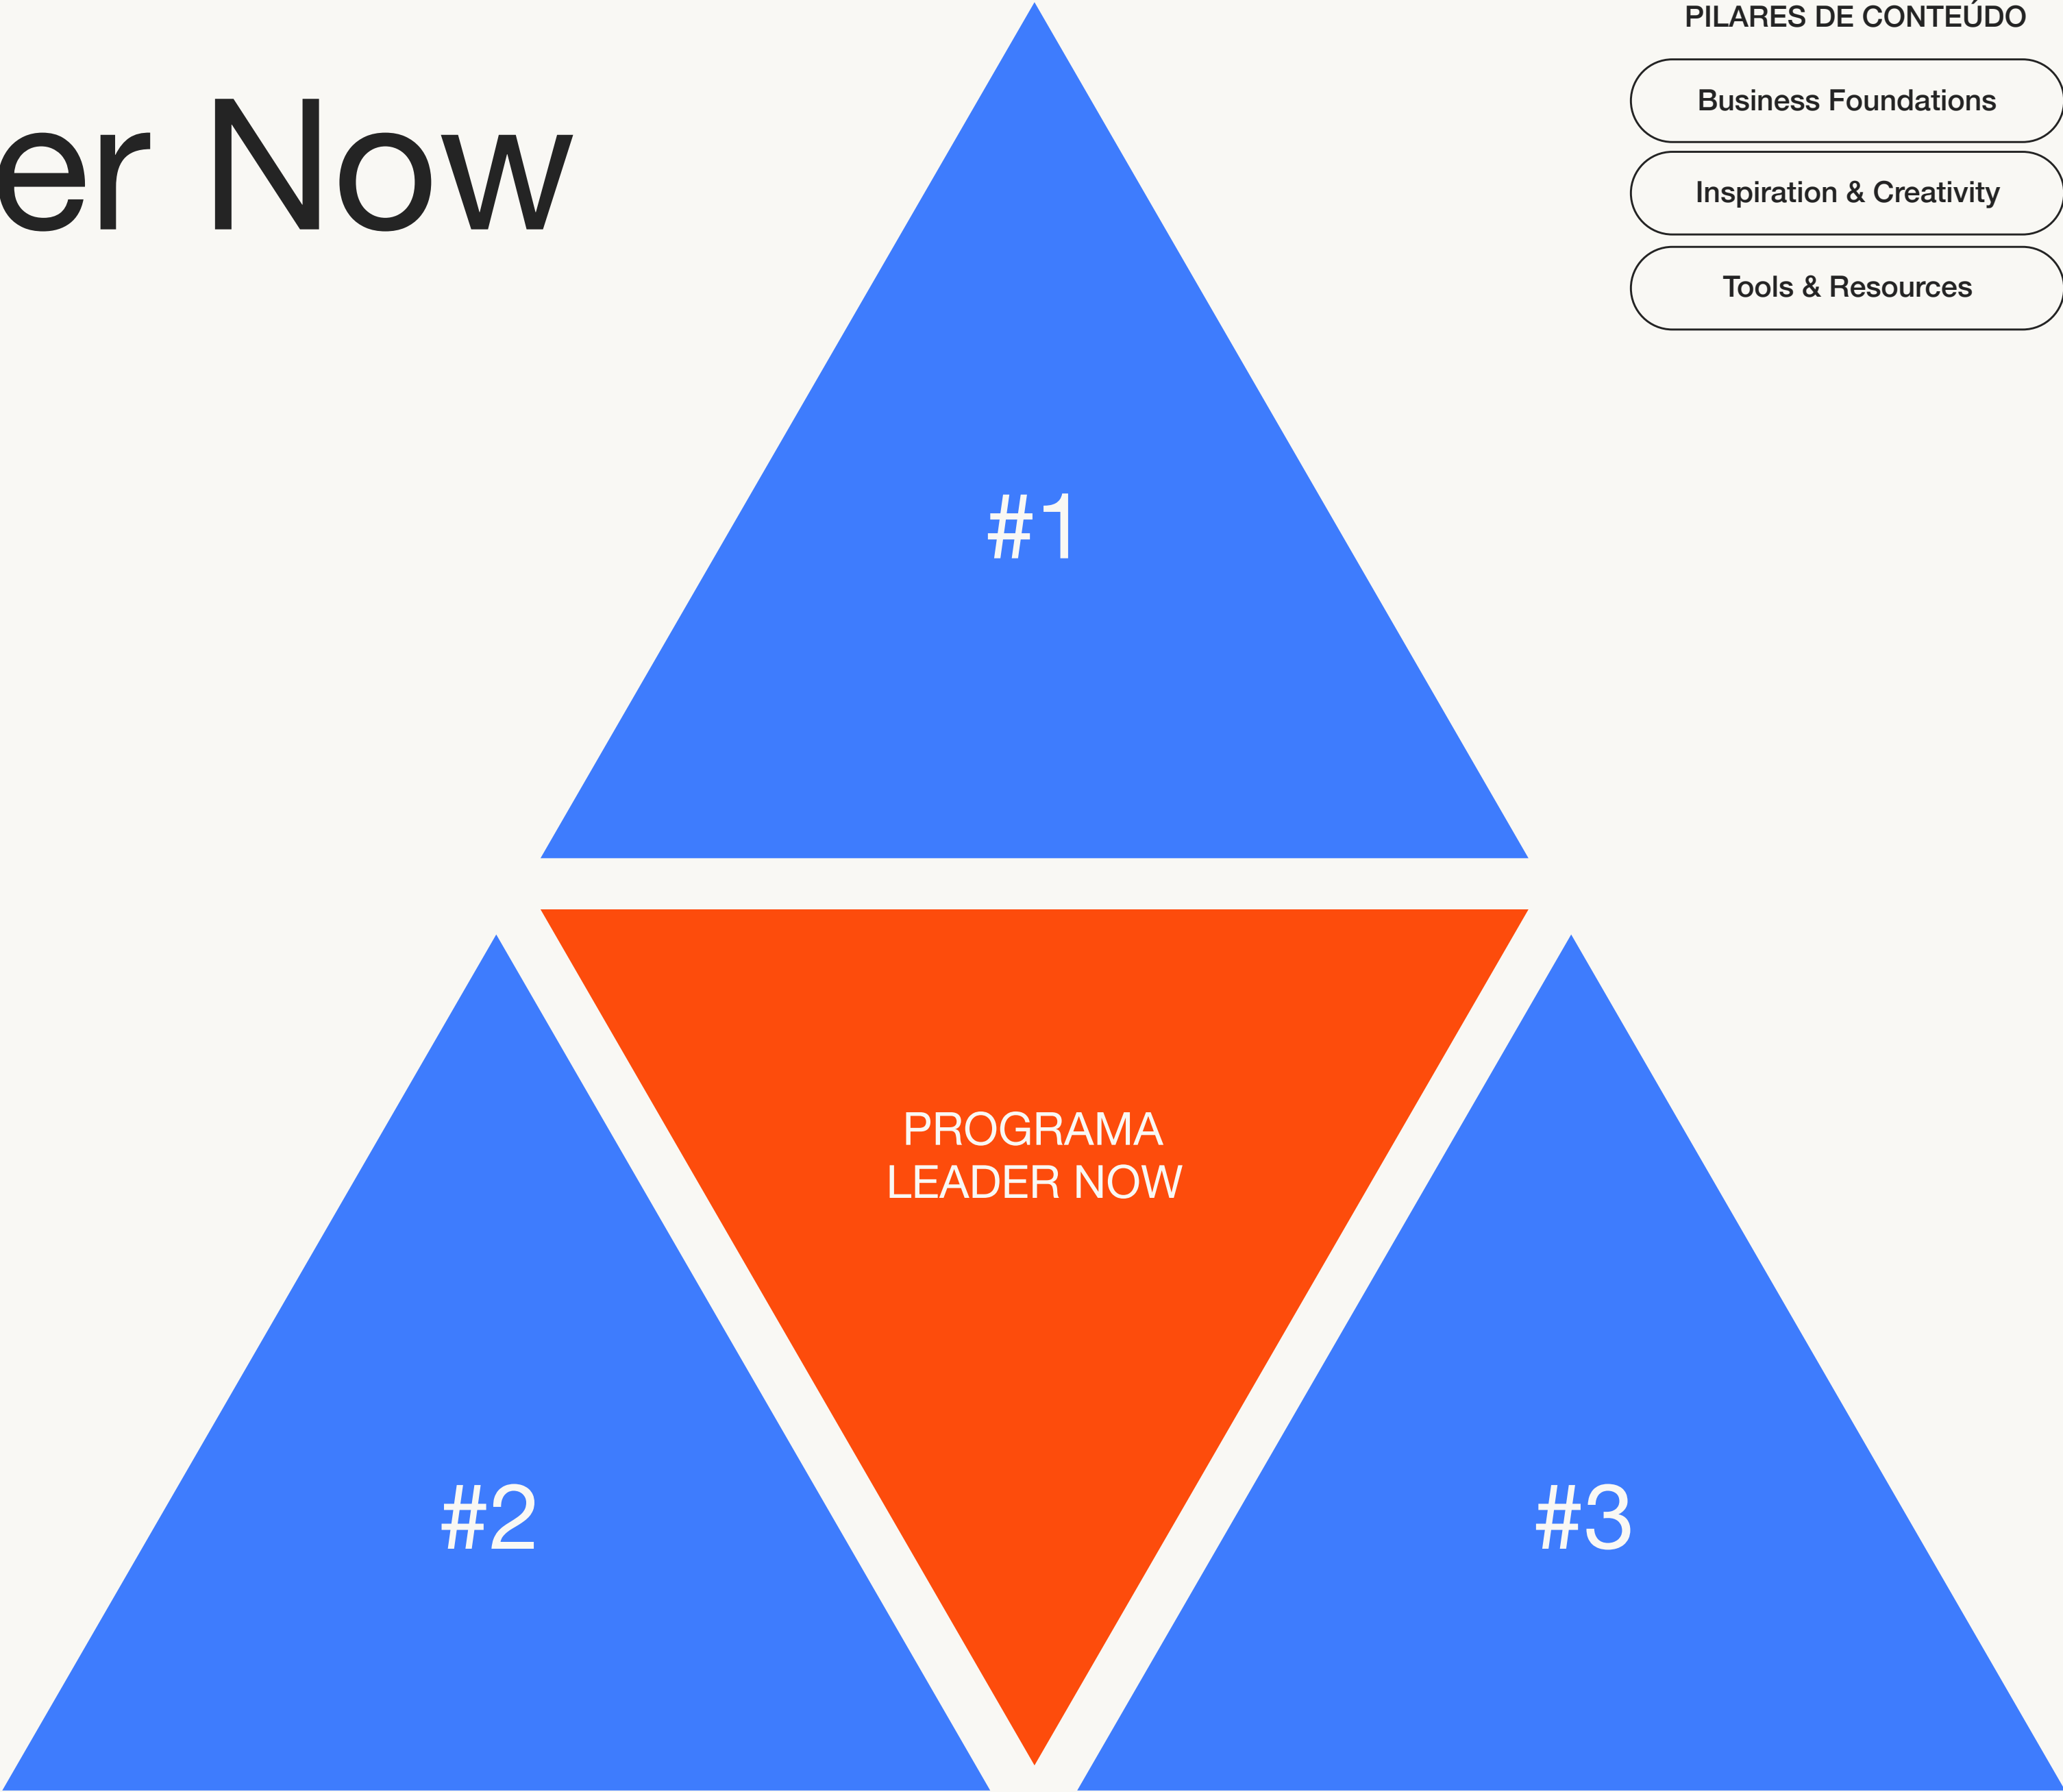 er Now
PILARES DE CONTEÚDO
Business Foundations
Inspiration & Creativity
Tools & Resources
#1
PROGRAMA
LEADER NOW
#2
#3